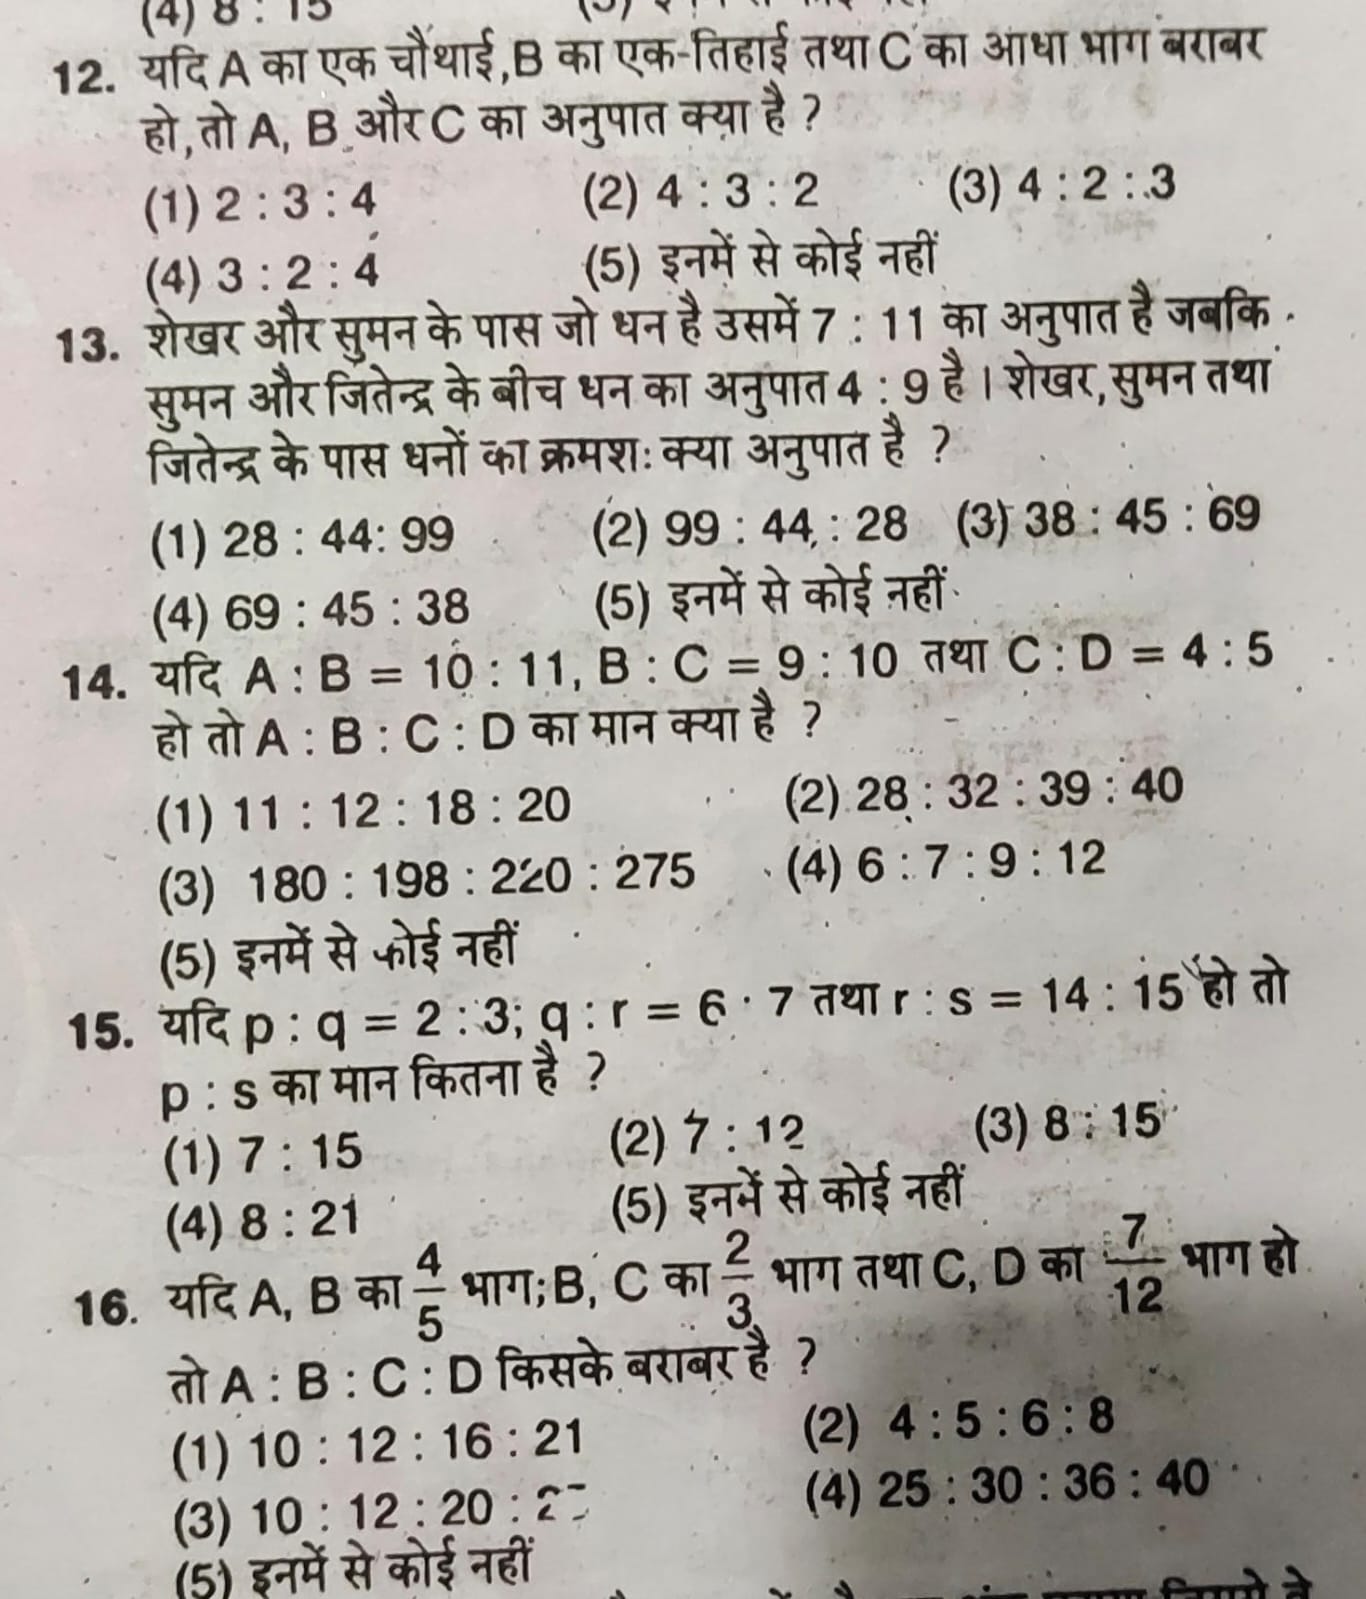 (4) 8 : 15
12. यदि A का एक चौथाई, B का एक-तिहाई तथा C का आधा भाग बराबर
हो, तो A, B और C का अनुपात क्या है ?
(1) 2 : 3 : 4 (2) 4 : 3 : 2 (3) 4 : 2 : 3
(4) 3 : 2 : 4 (5) इनमें से कोई नहीं
13. शेखर और सुमन के पास जो धन है उसमें 7 : 11 का अनुपात है जबकि
सुमन और जितेन्द्र के बीच धन का अनुपात 4 : 9 है । शेखर, सुमन तथा
जितेन्द्र के पास धनों का क्रमशः क्या अनुपात है ?
(1) 28 : 44: 99 (2) 99 : 44 : 28 (3) 38 : 45 : 69
(4) 69 : 45 : 38 (5) इनमें से कोई नहीं
14. यदि A : B = 10 : 11, B : C = 9 : 10 तथा C : D = 4 : 5
हो तो A : B : C : D का मान क्या है ?
(1) 11 : 12 : 18 : 20 (2) 28 : 32 : 39 : 40
(3) 180 : 198 : 220 : 275 (4) 6 : 7 : 9 : 12
(5) इनमें से कोई नहीं
15. यदि p : q = 2 : 3; q : r = 6 : 7 तथा r : s = 14 : 15 हो तो
p : s का मान कितना है ?
(1) 7 : 15 (2) 7 : 12 (3) 8 : 15
(4) 8 : 21 (5) इनमें से कोई नहीं
16. यदि A, B का 4/5 भाग; B, C का 2/3 भाग तथा C, D का 7/12 भाग हो
तो A : B : C : D किसके बराबर है ?
(1) 10 : 12 : 16 : 21 (2) 4 : 5 : 6 : 8
(3) 10 : 12 : 20 : (4) 25 : 30 : 36 : 40
(5) इनमें से कोई नहीं